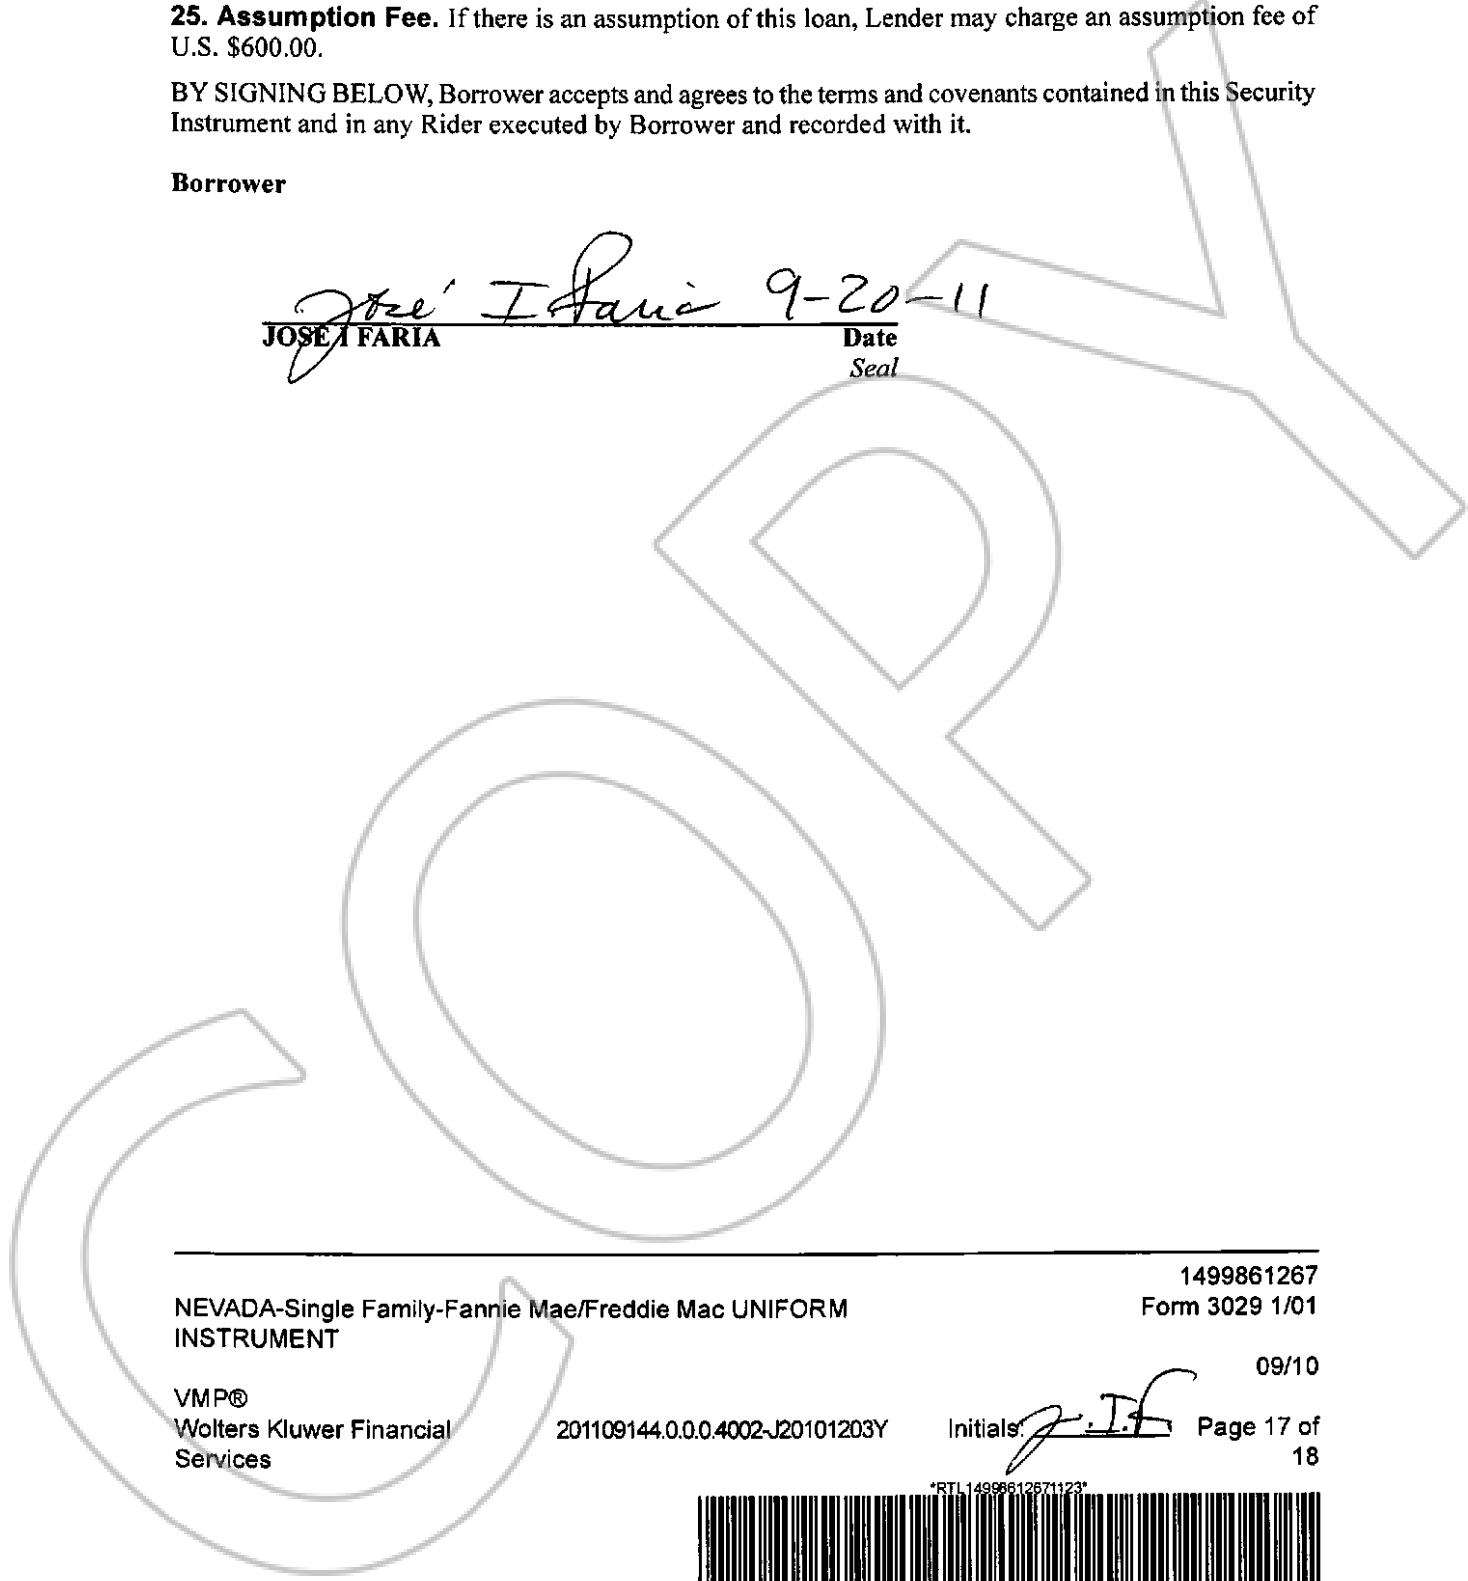 25. Assumption Fee. If there is an assumption of this loan, Lender may charge an assumption fee of
U.S. $600.00.
BY SIGNING BELOW, Borrower accepts and agrees to the terms and covenants contained in this Security
Instrument and in any Rider executed by Borrower and recorded with it.
Borrower
José I Faria 9-20-11
JOSE I FARIA Date
Seal
COPY
1499861267
NEVADA-Single Family-Fannie Mae/Freddie Mac UNIFORM Form 3029 1/01
INSTRUMENT
09/10
VMP®
Wolters Kluwer Financial 201109144.0.0.0.4002-J20101203Y Initials: J.I.F Page 17 of
Services 18
*RTL14998612671123*